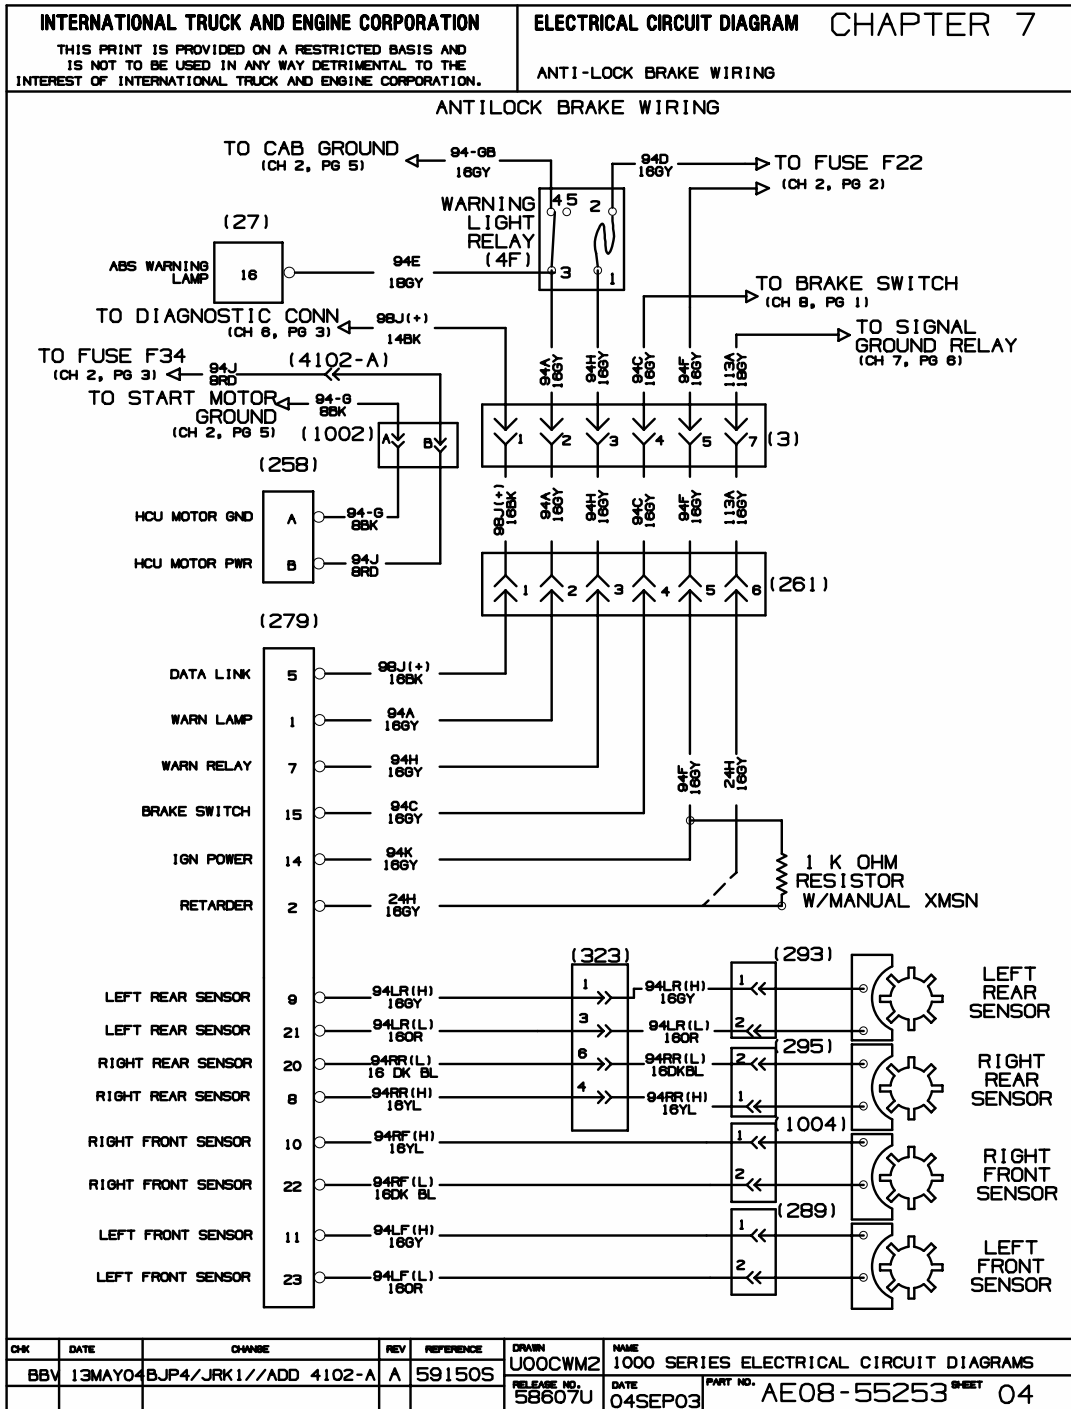 INTERNATIONAL TRUCK AND ENGINE CORPORATION
THIS PRINT IS PROVIDED ON A RESTRICTED BASIS AND
IS NOT TO BE USED IN ANY WAY DETRIMENTAL TO THE
INTEREST OF INTERNATIONAL TRUCK AND ENGINE CORPORATION.
ELECTRICAL CIRCUIT DIAGRAM CHAPTER 7
ANTI-LOCK BRAKE WIRING
ANTILOCK BRAKE WIRING
TO CAB GROUND
(CH 2, PG 5)
94-GB
16GY
94D
16GY
TO FUSE F22
(CH 2, PG 2)
WARNING
LIGHT
RELAY
(4F)
4 5 2
3 1
(27)
ABS WARNING
LAMP
16
94E
18GY
TO BRAKE SWITCH
(CH 8, PG 1)
TO DIAGNOSTIC CONN
(CH 6, PG 3)
98J(+)
14BK
TO SIGNAL
GROUND RELAY
(CH 7, PG 6)
TO FUSE F34
(CH 2, PG 3)
94J
8RD
(4102-A)
TO START MOTOR
GROUND
(CH 2, PG 5)
94-G
8BK
(1002)
A B
94A
16GY
94H
16GY
94C
16GY
94F
16GY
113A
18GY
1 2 3 4 5 7
(3)
98J(+)
16BK
94A
16GY
94H
16GY
94C
16GY
94F
16GY
113A
16GY
(258)
HCU MOTOR GND
A
94-G
8BK
HCU MOTOR PWR
B
94J
8RD
1 2 3 4 5 6
(261)
(279)
DATA LINK 5
98J(+)
16BK
WARN LAMP 1
94A
16GY
WARN RELAY 7
94H
16GY
94F
16GY
24H
16GY
BRAKE SWITCH 15
94C
16GY
IGN POWER 14
94K
16GY
1 K OHM
RESISTOR
W/MANUAL XMSN
RETARDER 2
24H
16GY
(323)
(293)
LEFT REAR SENSOR 9
94LR(H)
16GY
1
94LR(H)
16GY
1
LEFT
REAR
SENSOR
LEFT REAR SENSOR 21
94LR(L)
16OR
3
94LR(L)
16OR
2
(295)
RIGHT REAR SENSOR 20
94RR(L)
16 DK BL
6
94RR(L)
16DKBL
2
RIGHT
REAR
SENSOR
RIGHT REAR SENSOR 8
94RR(H)
16YL
4
94RR(H)
16YL
1
(1004)
RIGHT FRONT SENSOR 10
94RF(H)
16YL
1
RIGHT
FRONT
SENSOR
RIGHT FRONT SENSOR 22
94RF(L)
16DK BL
2
(289)
LEFT FRONT SENSOR 11
94LF(H)
16GY
1
LEFT
FRONT
SENSOR
LEFT FRONT SENSOR 23
94LF(L)
16OR
2
CHK DATE CHANGE REV REFERENCE
BBV 13MAY04 BJP4/JRK1//ADD 4102-A A 59150S
DRAWN
U00CWM2
NAME
1000 SERIES ELECTRICAL CIRCUIT DIAGRAMS
RELEASE NO.
58607U
DATE
04SEP03
PART NO. AE08-55253 SHEET 04